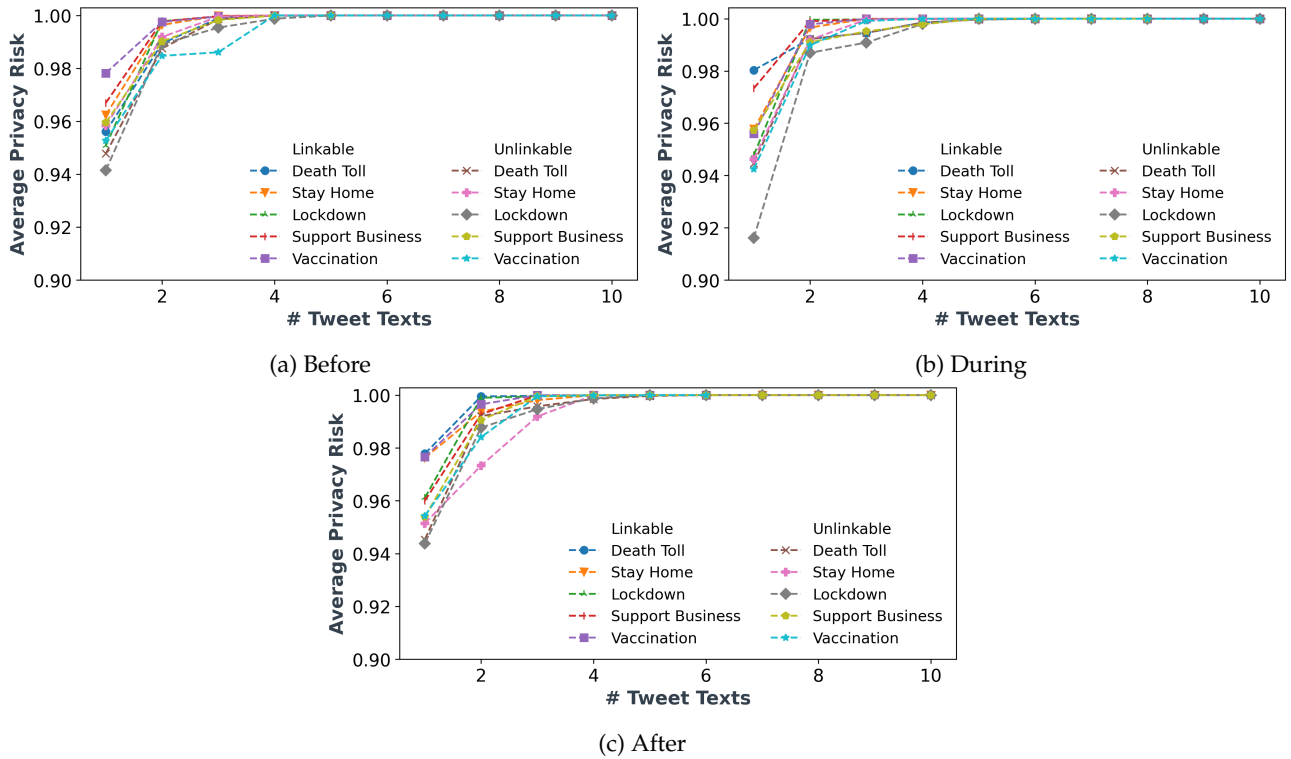 Average Privacy Risk
1.00
0.98
0.96
0.94
0.92
0.90
Linkable Unlinkable
Death Toll Death Toll
Stay Home Stay Home
Lockdown Lockdown
Support Business Support Business
Vaccination Vaccination
2 4 6 8 10
# Tweet Texts
(a) Before
Average Privacy Risk
1.00
0.98
0.96
0.94
0.92
0.90
Linkable Unlinkable
Death Toll Death Toll
Stay Home Stay Home
Lockdown Lockdown
Support Business Support Business
Vaccination Vaccination
2 4 6 8 10
# Tweet Texts
(b) During
Average Privacy Risk
1.00
0.98
0.96
0.94
0.92
0.90
Linkable Unlinkable
Death Toll Death Toll
Stay Home Stay Home
Lockdown Lockdown
Support Business Support Business
Vaccination Vaccination
2 4 6 8 10
# Tweet Texts
(c) After